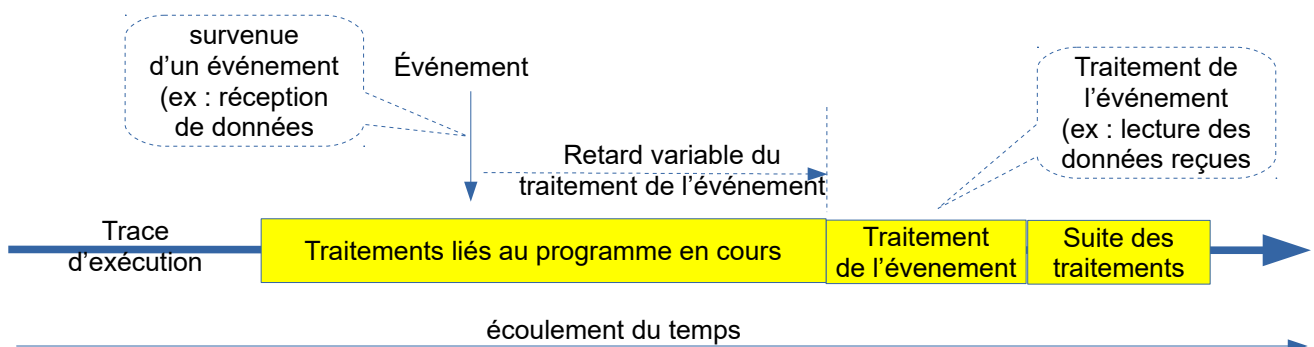 survenue
d'un événement
(ex : réception
de données
Événement
Traitement de
l’événement
(ex : lecture des
données reçues
Retard variable du
traitement de l’événement
Trace
d'exécution
Traitements liés au programme en cours
Traitement
de l’évenement
Suite des
traitements
écoulement du temps